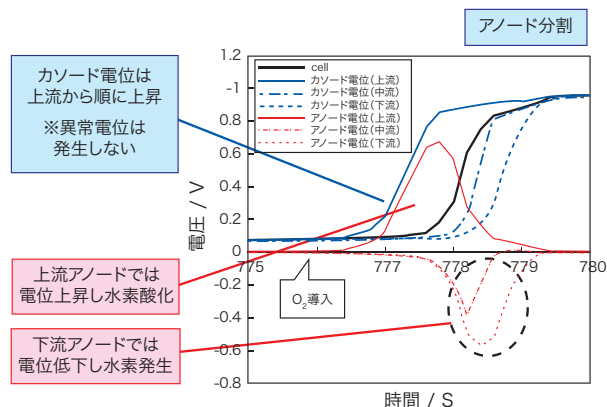 アノード分割
カソード電位は
上流から順に上昇
※異常電位は
発生しない
上流アノードでは
電位上昇し水素酸化
下流アノードでは
電位低下し水素発生
電圧 / V
-1.2
-1
0.8
0.6
0.4
0.2
0
-0.2
-0.4
-0.6
-0.8
cell
カソード電位(上流)
カソード電位(中流)
カソード電位(下流)
アノード電位(上流)
アノード電位(中流)
アノード電位(下流)
775
777
778
779
780
O2導入
時間 / S